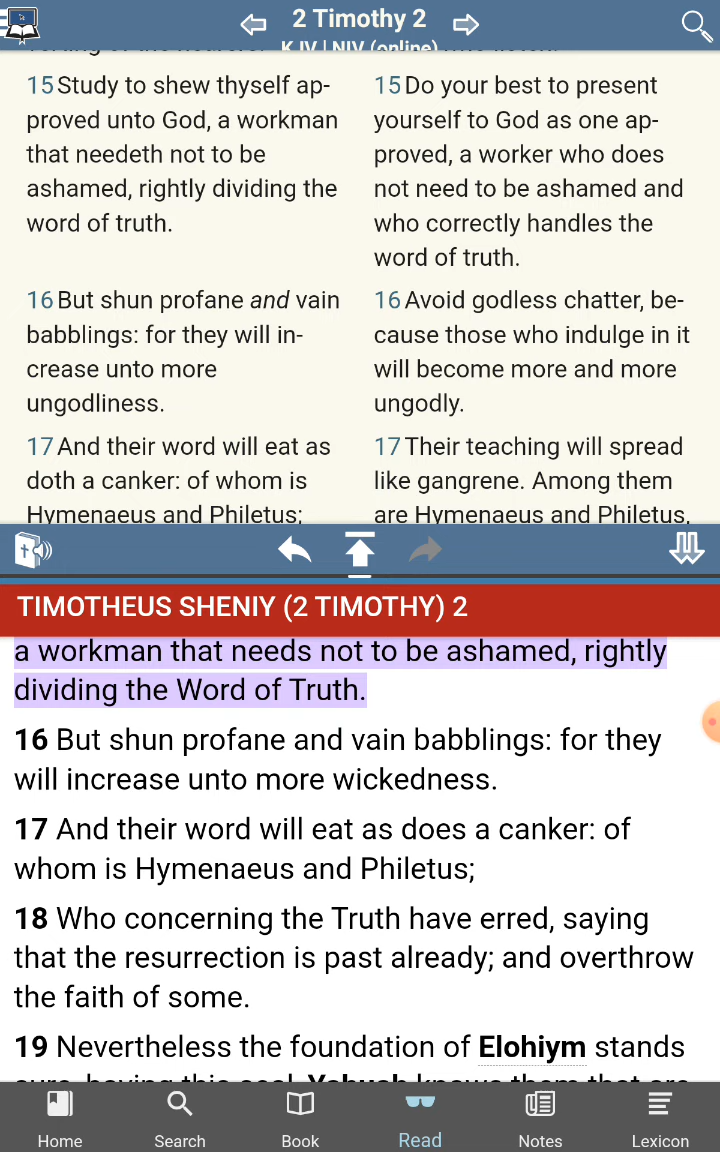 2 Timothy 2
KJV | NIV (online)
15 Study to shew thyself ap-
proved unto God, a workman
that needeth not to be
ashamed, rightly dividing the
word of truth.
16 But shun profane and vain
babblings: for they will in-
crease unto more
ungodliness.
17 And their word will eat as
doth a canker: of whom is
Hymenaeus and Philetus;
15 Do your best to present
yourself to God as one ap-
proved, a worker who does
not need to be ashamed and
who correctly handles the
word of truth.
16 Avoid godless chatter, be-
cause those who indulge in it
will become more and more
ungodly.
17 Their teaching will spread
like gangrene. Among them
are Hymenaeus and Philetus,
TIMOTHEUS SHENIY (2 TIMOTHY) 2
a workman that needs not to be ashamed, rightly
dividing the Word of Truth.
16 But shun profane and vain babblings: for they
will increase unto more wickedness.
17 And their word will eat as does a canker: of
whom is Hymenaeus and Philetus;
18 Who concerning the Truth have erred, saying
that the resurrection is past already; and overthrow
the faith of some.
19 Nevertheless the foundation of Elohiym stands
Home
Search
Book
Read
Notes
Lexicon